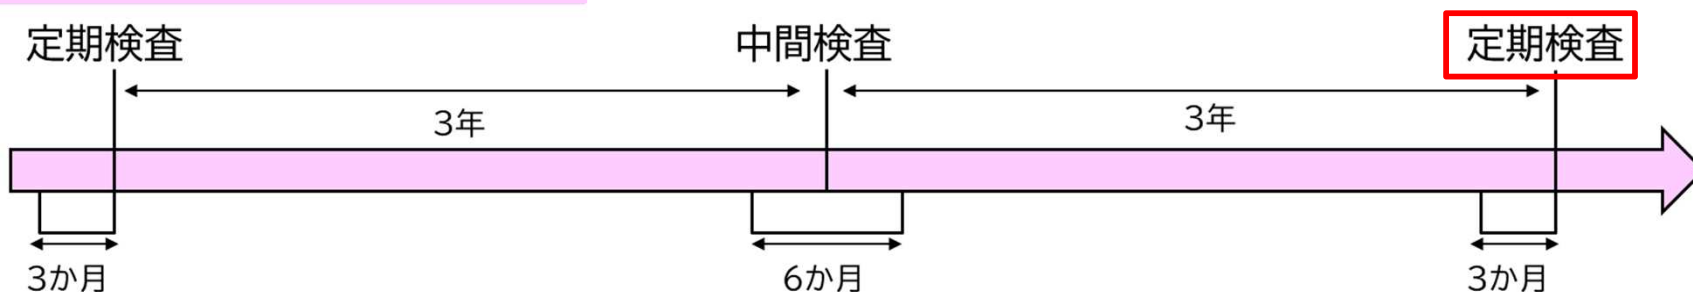 定期検査
中間検査
定期検査
3年
3年
3か月
6か月
3か月